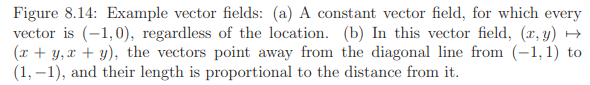 Figure 8.14: Example vector fields: (a) A constant vector field, for which every
vector is (−1, 0), regardless of the location. (b) In this vector field, (x, y) ↦
(x + y, x + y), the vectors point away from the diagonal line from (−1, 1) to
(1, −1), and their length is proportional to the distance from it.